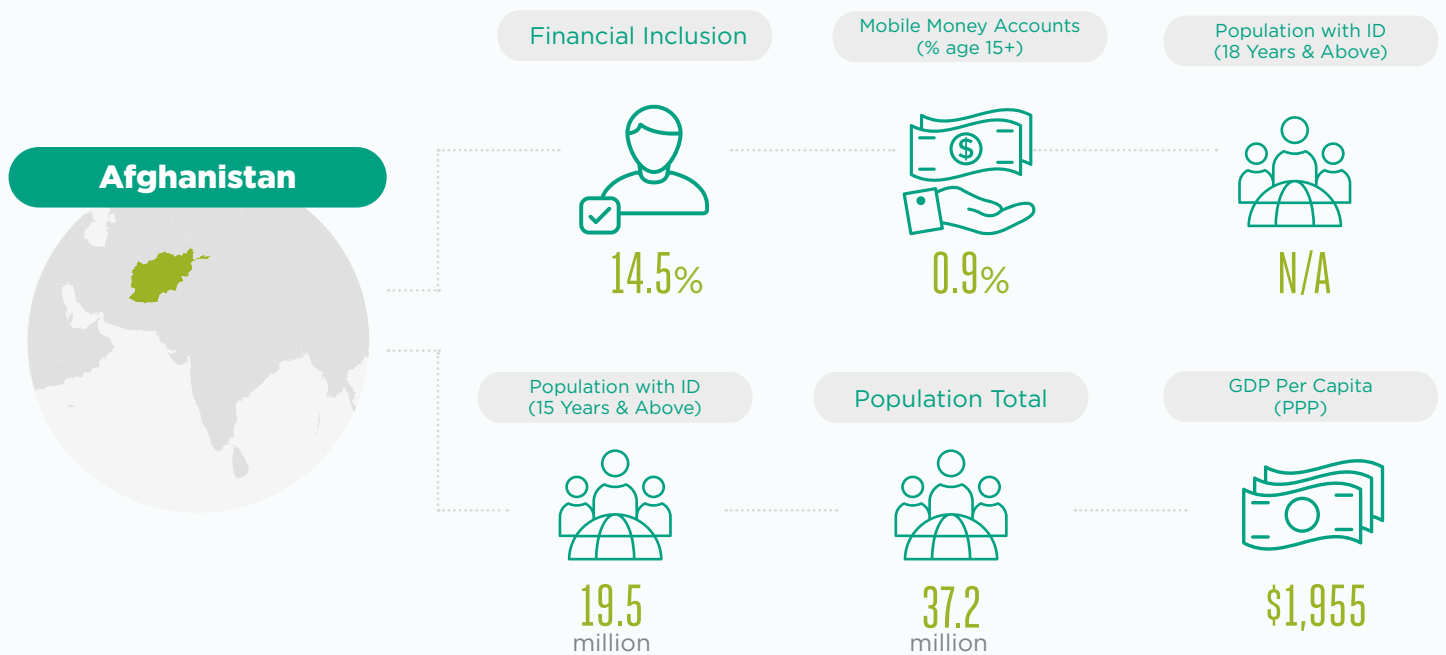 Afghanistan
Financial Inclusion
14.5%
Mobile Money Accounts
(% age 15+)
$
0.9%
Population with ID
(18 Years & Above)
N/A
Population with ID
(15 Years & Above)
19.5
million
Population Total
37.2
million
GDP Per Capita
(PPP)
$1,955